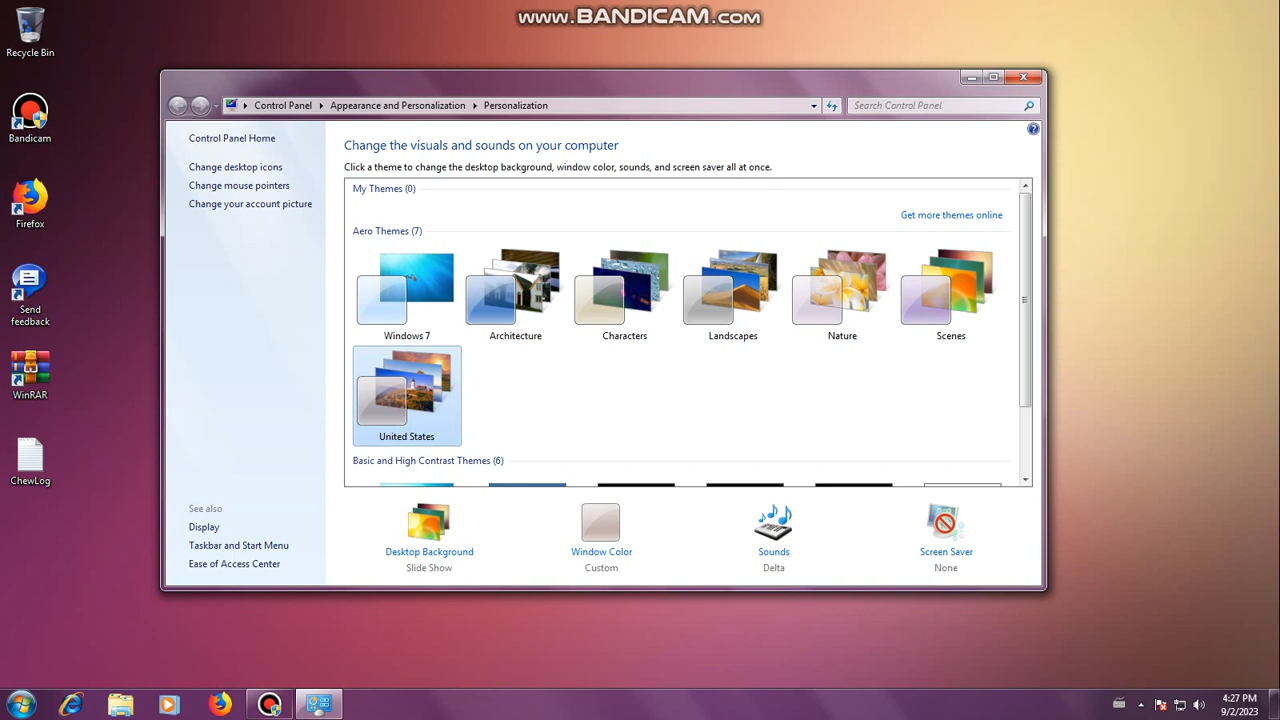 www.BANDICAM.com
Recycle Bin
Bandicam
Firefox
Send
feedback
WinRAR
ChewLog
Control Panel Appearance and Personalization Personalization
Search Control Panel
Control Panel Home
Change desktop icons
Change mouse pointers
Change your account picture
See also
Display
Taskbar and Start Menu
Ease of Access Center
Change the visuals and sounds on your computer
Click a theme to change the desktop background, window color, sounds, and screen saver all at once.
My Themes (0)
Get more themes online
Aero Themes (7)
Windows 7 Architecture Characters Landscapes Nature Scenes
United States
Basic and High Contrast Themes (6)
Desktop Background Window Color Sounds Screen Saver
Slide Show Custom Delta None
4:27 PM
9/2/2023